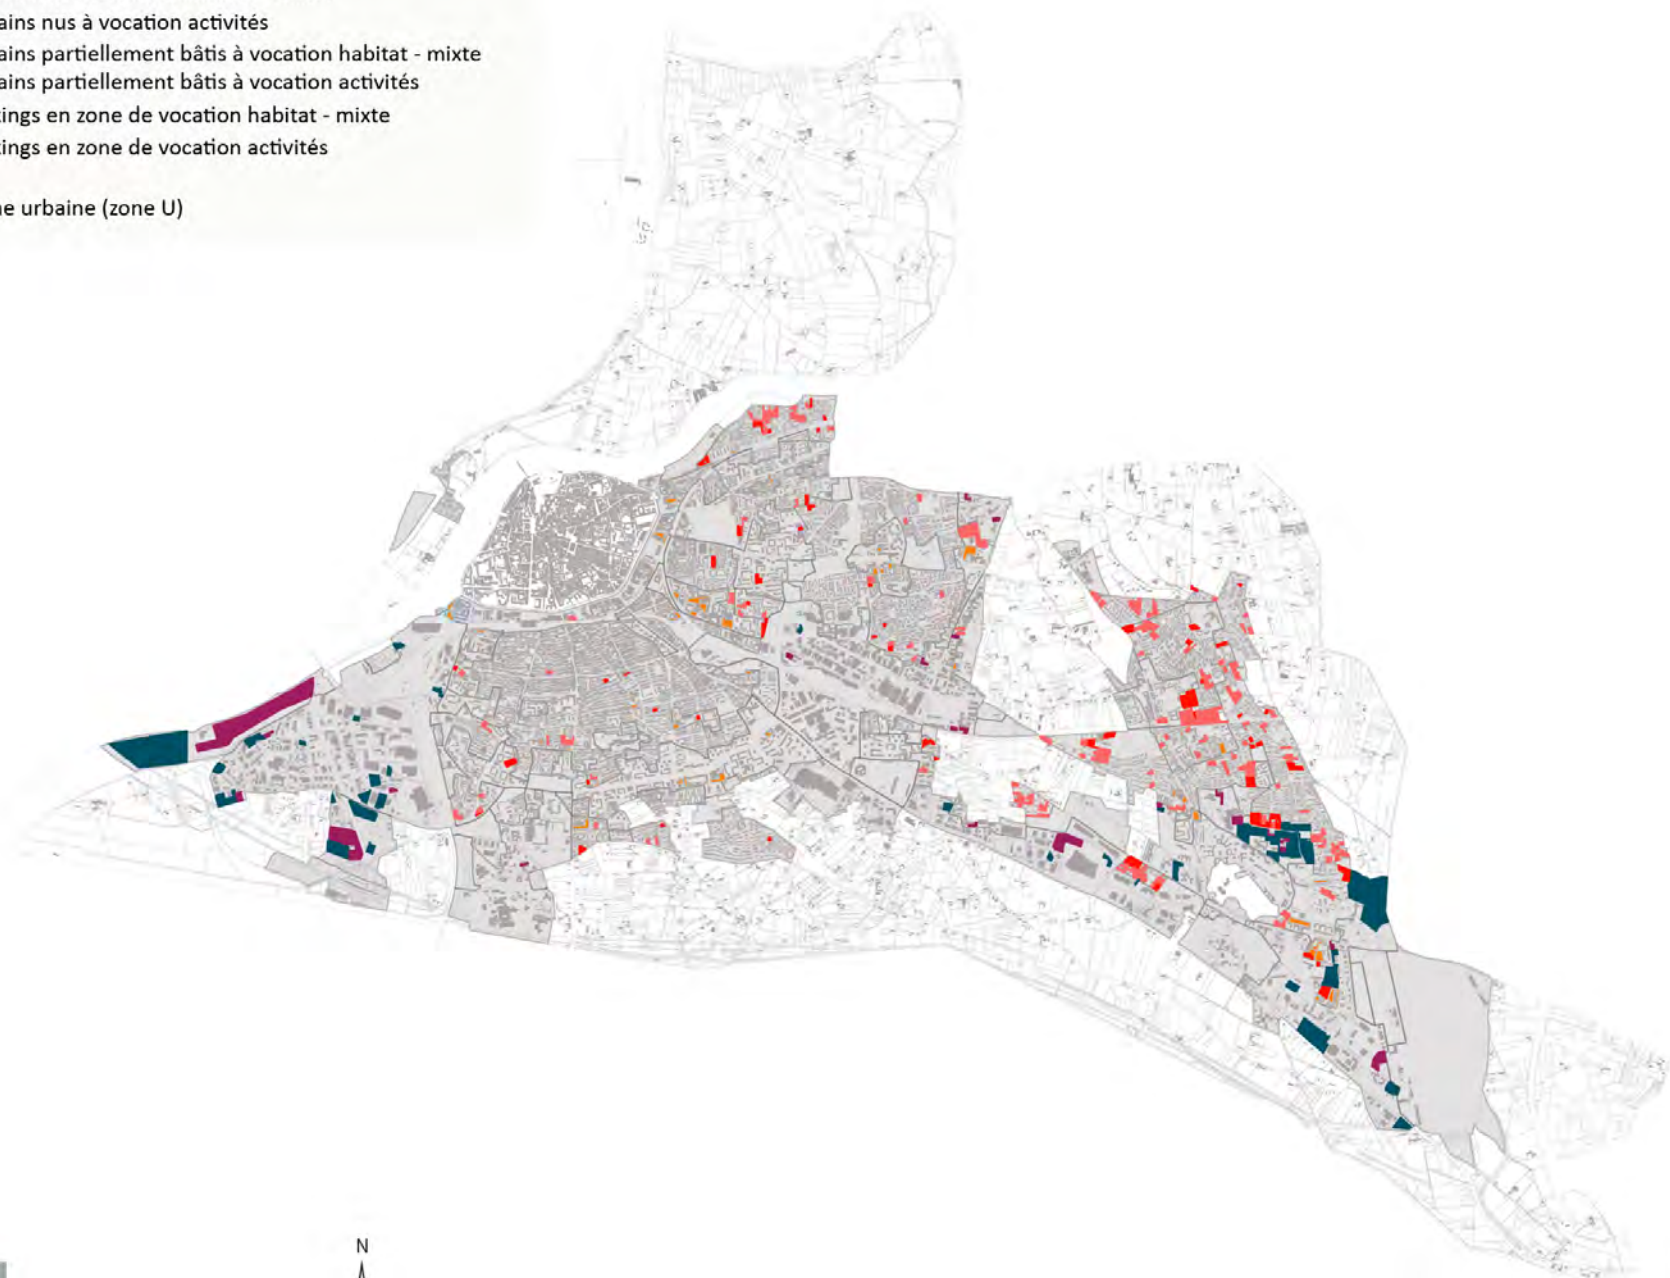 ains nus à vocation activités
ains partiellement bâtis à vocation habitat - mixte
ains partiellement bâtis à vocation activités
ings en zone de vocation habitat - mixte
ings en zone de vocation activités
ne urbaine (zone U)
N